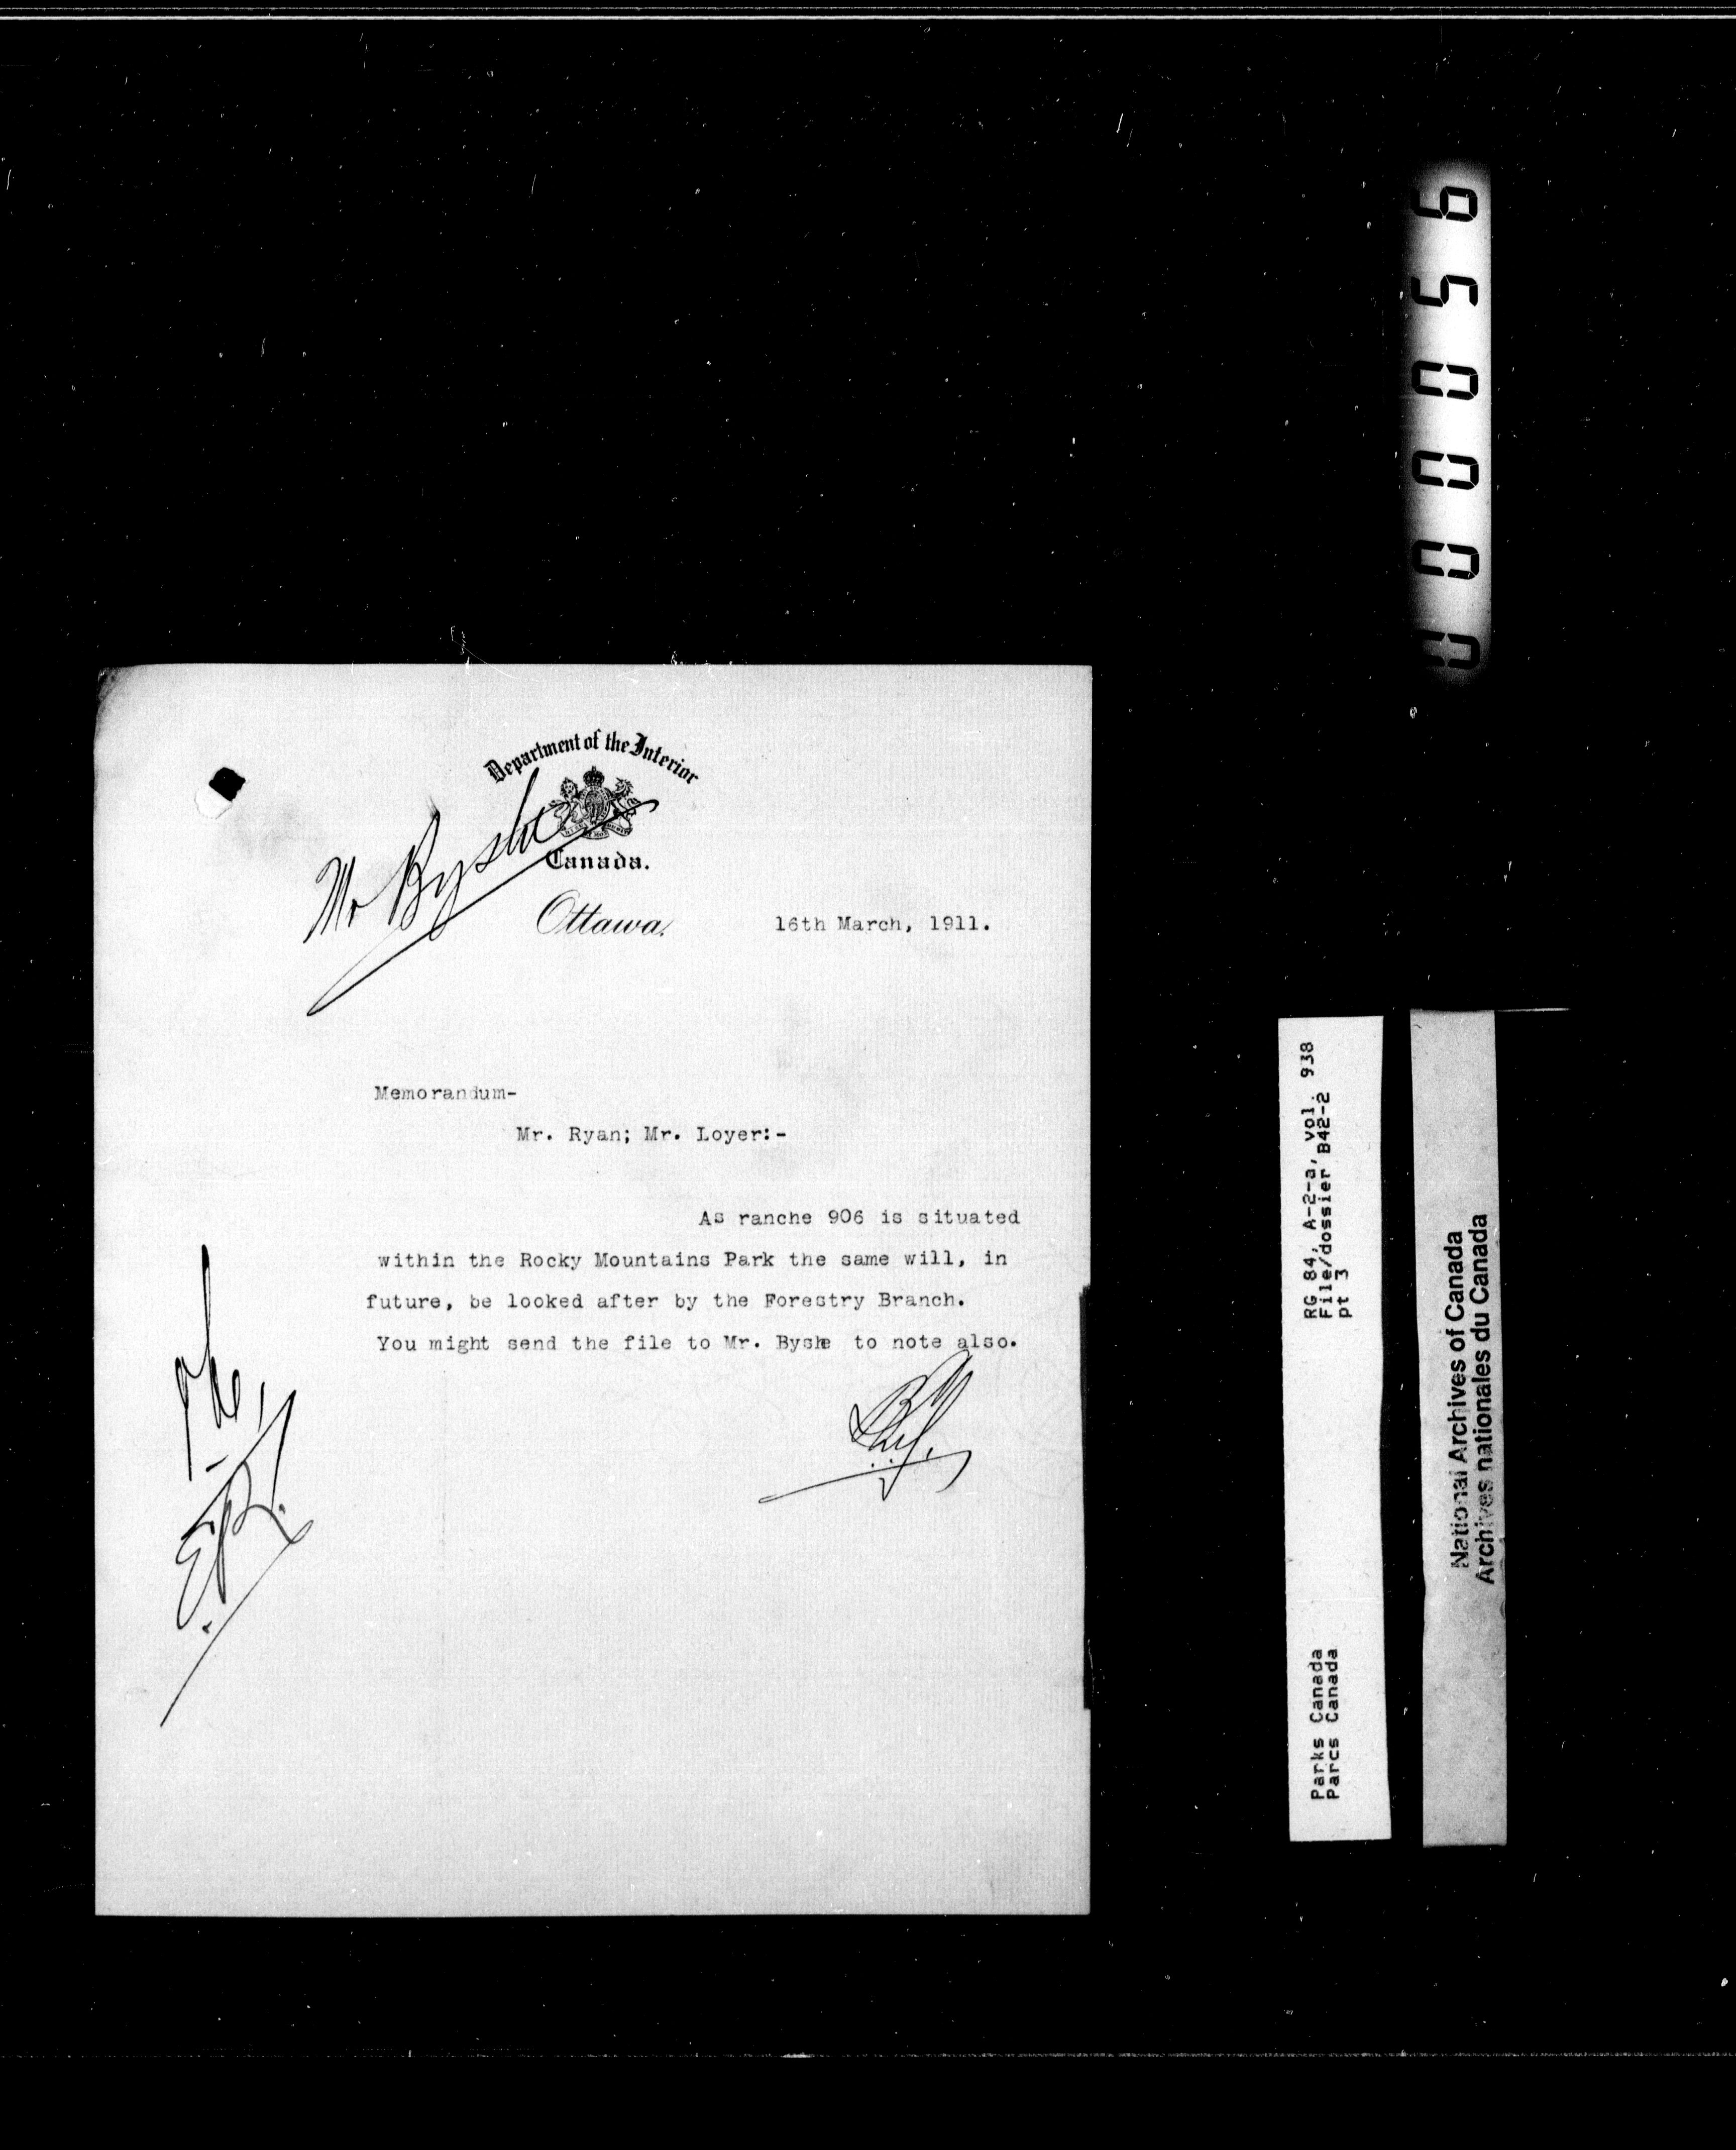 Department of the Interior
Canada.
Mr Byshe
Ottawa, 16th March, 1911.
Memorandum-
Mr. Ryan; Mr. Loyer:-
As ranche 906 is situated
within the Rocky Mountains Park the same will, in
future, be looked after by the Forestry Branch.
You might send the file to Mr. Byshe to note also.
000056
RG 84, A-2-a, vol. 938
File/dossier B42-2
pt 3
Parks Canada
Parcs Canada
National Archives of Canada
Archives nationales du Canada